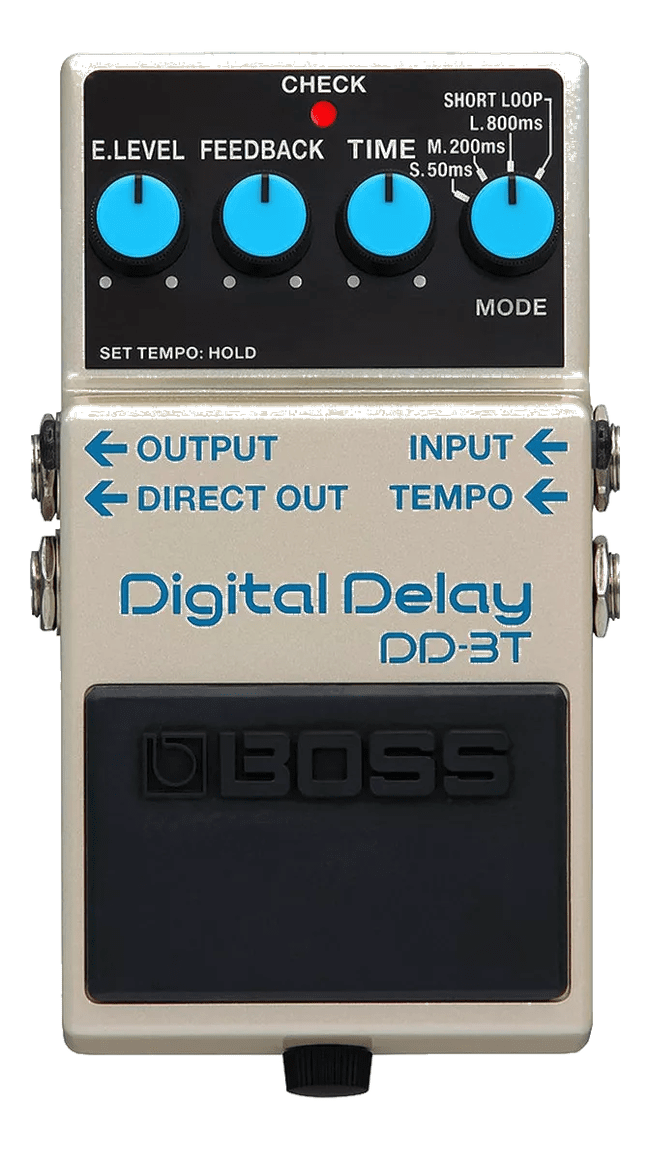 CHECK
SHORT LOOP
L.800ms
E.LEVEL FEEDBACK TIME M.200ms
S.50ms
MODE
SET TEMPO: HOLD
OUTPUT INPUT
DIRECT OUT TEMPO
Digital Delay
DD-3T
BOSS